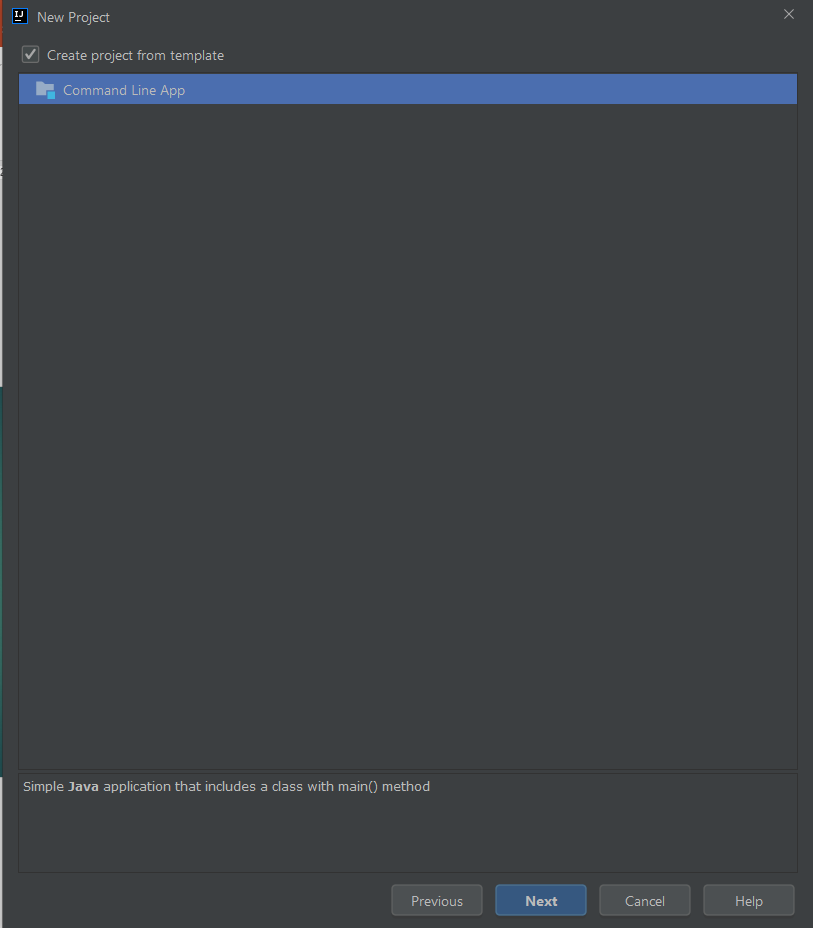 New Project
Create project from template
Command Line App
Simple Java application that includes a class with main() method
Previous Next Cancel Help